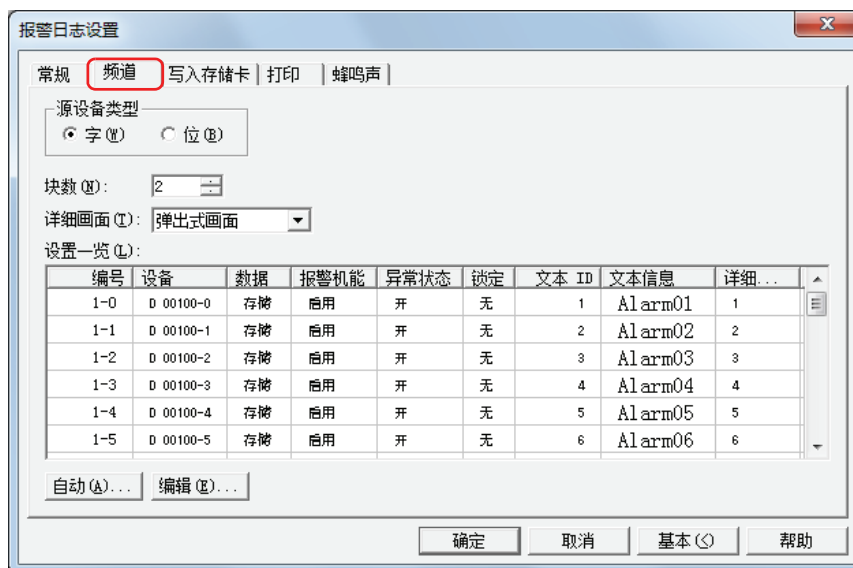 报警日志设置
常规 频道 写入存储卡 打印 蜂鸣声
源设备类型
字(W) 位(B)
块数(N): 2
详细画面(T): 弹出式画面
设置一览(L):
编号 设备 数据 报警机能 异常状态 锁定 文本 ID 文本信息 详细...
1-0 D 00100-0 存储 启用 开 无 1 Alarm01 1
1-1 D 00100-1 存储 启用 开 无 2 Alarm02 2
1-2 D 00100-2 存储 启用 开 无 3 Alarm03 3
1-3 D 00100-3 存储 启用 开 无 4 Alarm04 4
1-4 D 00100-4 存储 启用 开 无 5 Alarm05 5
1-5 D 00100-5 存储 启用 开 无 6 Alarm06 6
自动(A)... 编辑(E)...
确定 取消 基本(<) 帮助